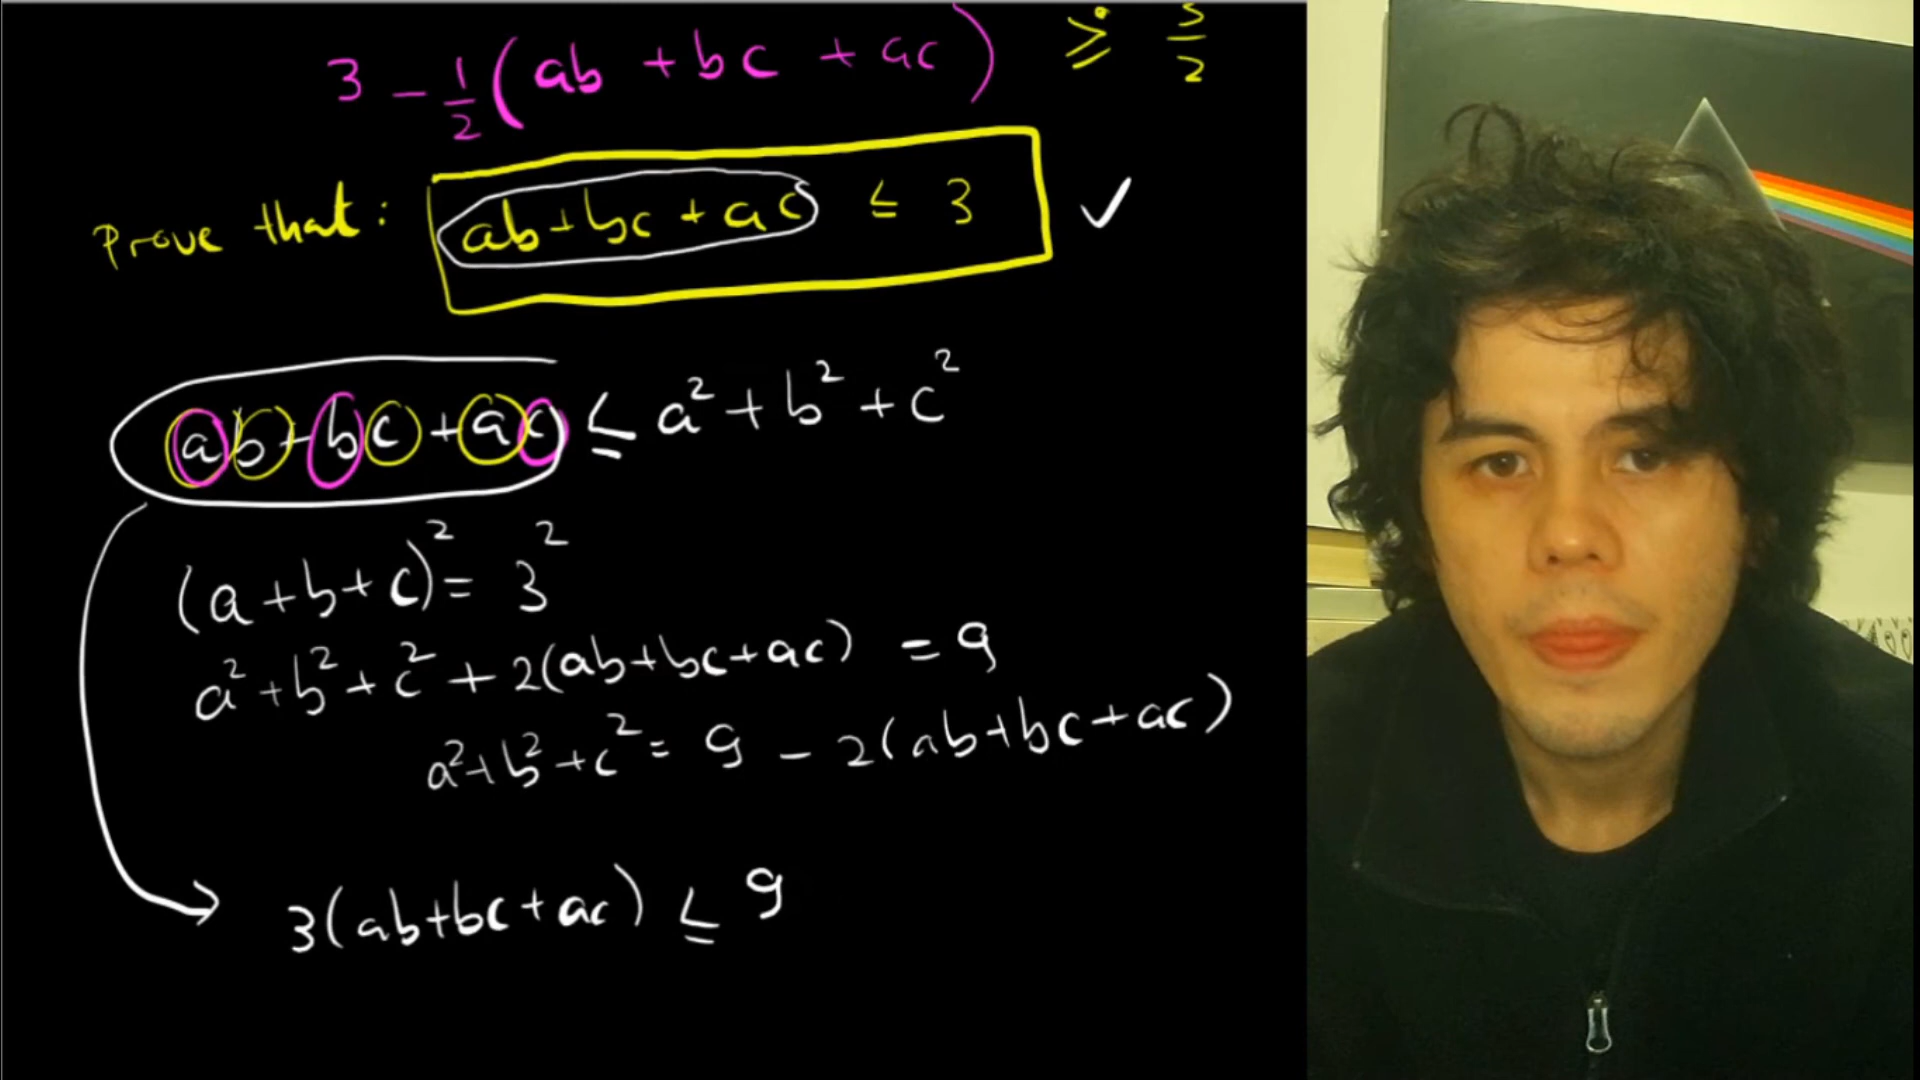 3 - 1/2 (ab + bc + ac) ≥ 3/2
Prove that: ab+bc+ac ≤ 3 ✓
ab+bc+ac ≤ a² + b² + c²
(a+b+c)² = 3²
a²+b²+c² + 2(ab+bc+ac) = 9
a²+b²+c² = 9 - 2(ab+bc+ac)
3(ab+bc+ac) ≤ 9